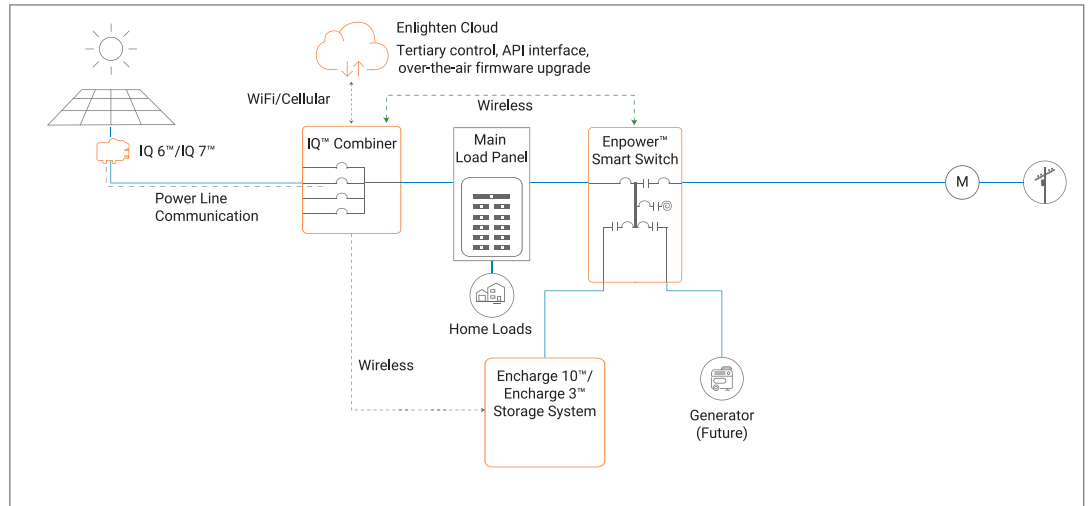 Enlighten Cloud
Tertiary control, API interface,
over-the-air firmware upgrade
WiFi/Cellular
Wireless
IQ™ Combiner
Main
Load Panel
Enpower™
Smart Switch
IQ 6™/IQ 7™
Power Line
Communication
M
Home Loads
Wireless
Encharge 10™/
Encharge 3™
Storage System
Generator
(Future)